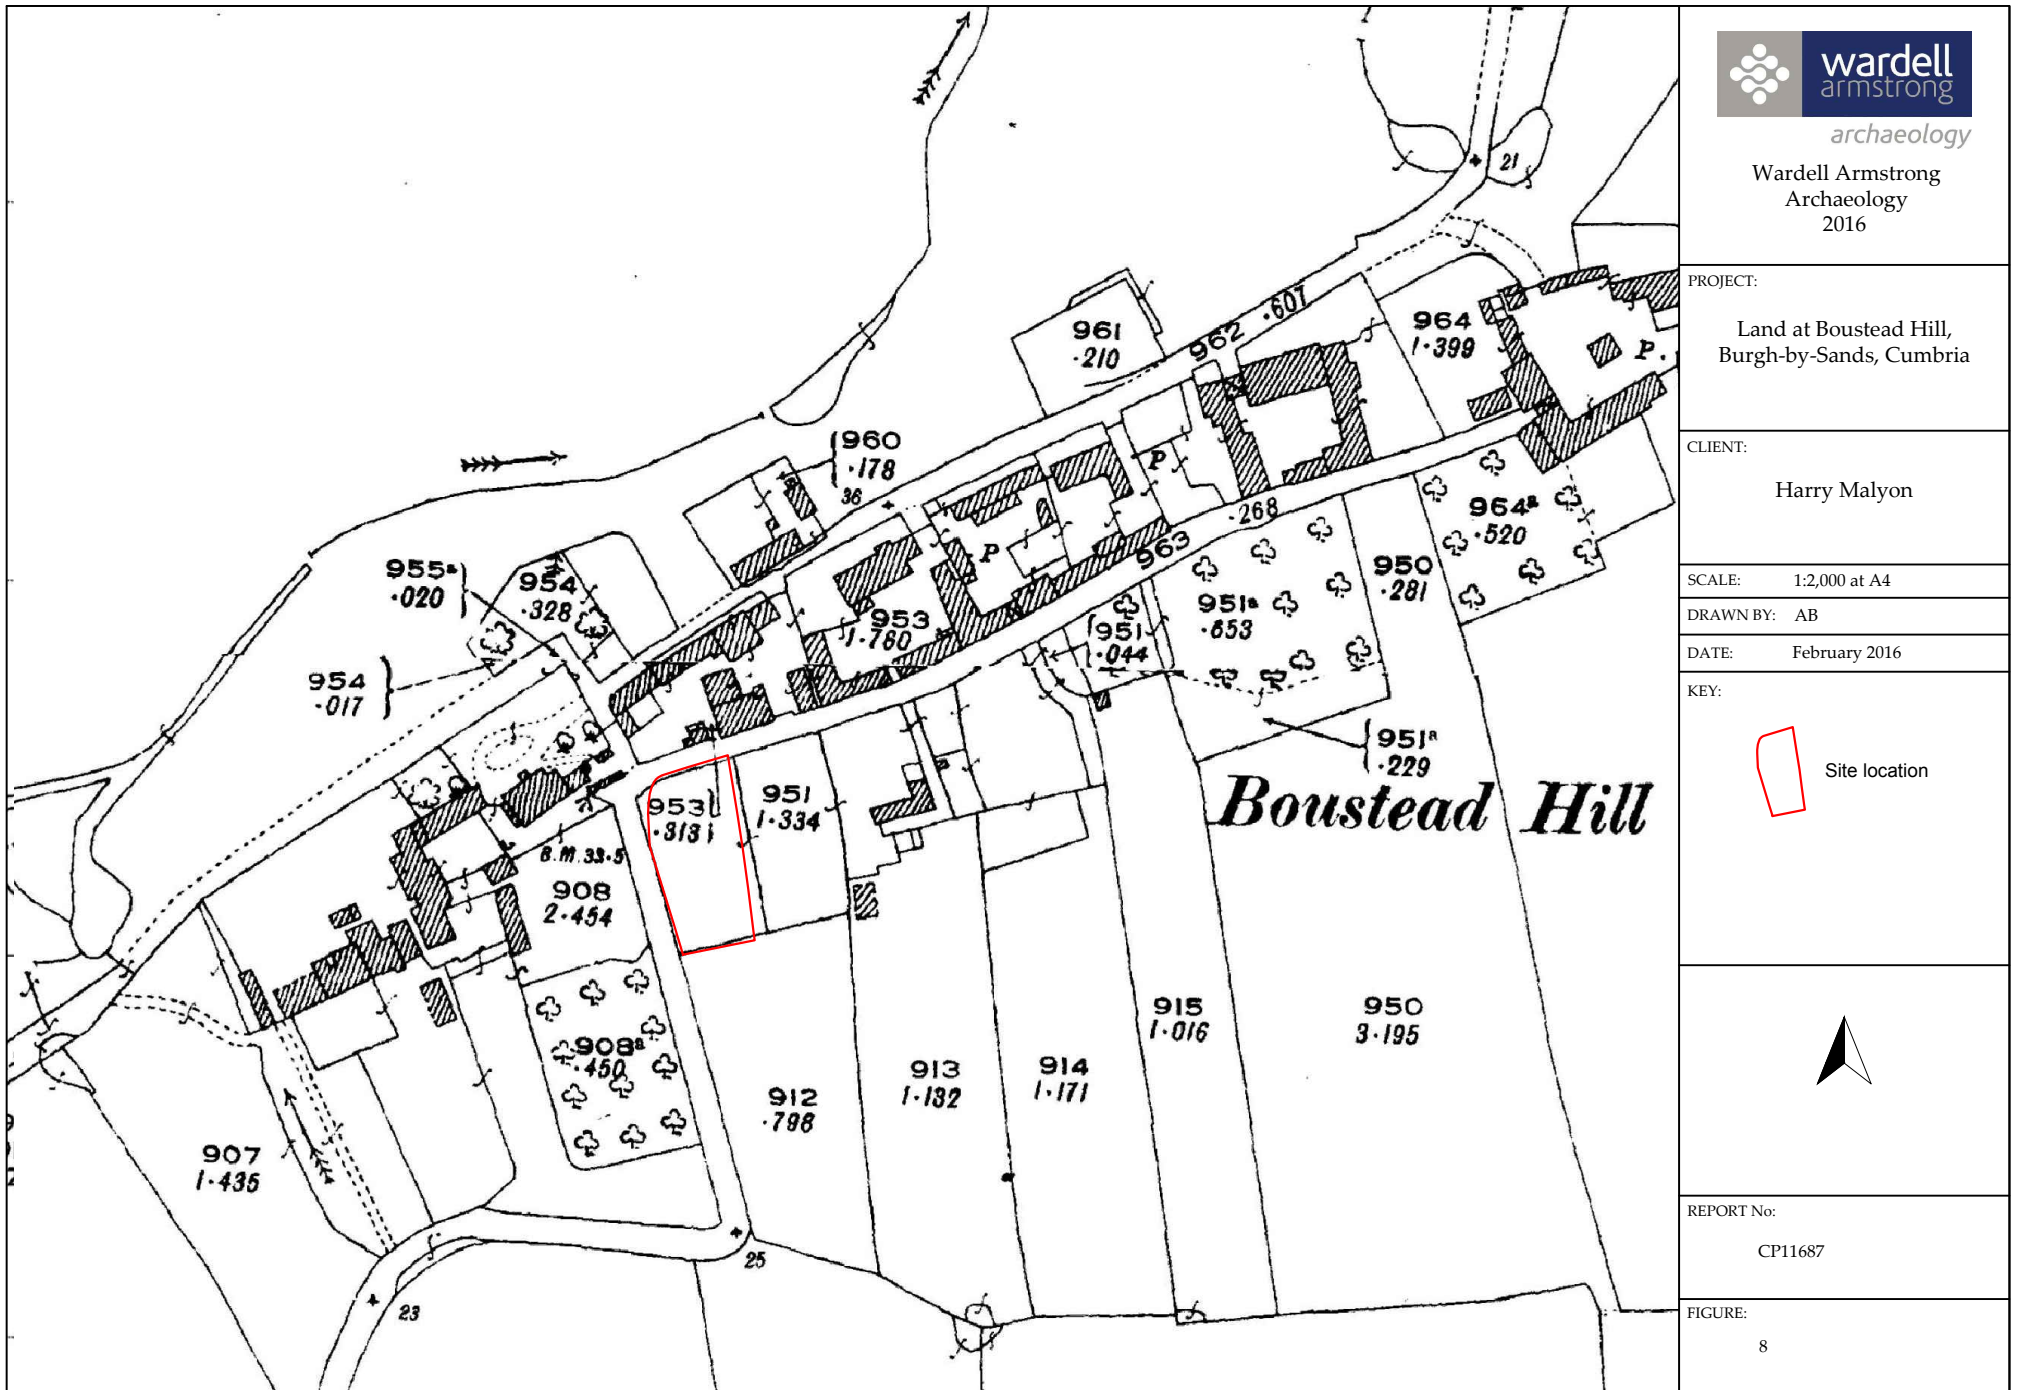 21
961
·210
962 ·607
964
1·399
P.
960
·178
36
P
964a
·520
·268
963
P
955a
·020
954
·328
950
·281
951a
·653
951
·044
953
1·780
954
·017
951a
·229
Boustead Hill
953
·313
951
1·334
B.M. 33·5
908
2·454
908a
·450
915
1·016
950
3·195
914
1·171
913
1·132
912
·798
907
1·435
25
23
wardell
armstrong
archaeology
Wardell Armstrong
Archaeology
2016
PROJECT:
Land at Boustead Hill,
Burgh-by-Sands, Cumbria
CLIENT:
Harry Malyon
SCALE: 1:2,000 at A4
DRAWN BY: AB
DATE: February 2016
KEY:
Site location
REPORT No:
CP11687
FIGURE:
8